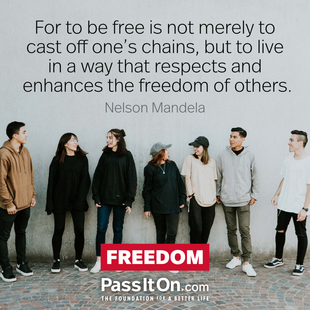 For to be free is not merely to
cast off one’s chains, but to live
in a way that respects and
enhances the freedom of others.
Nelson Mandela
FREEDOM
PassItOn.com
THE FOUNDATION FOR A BETTER LIFE